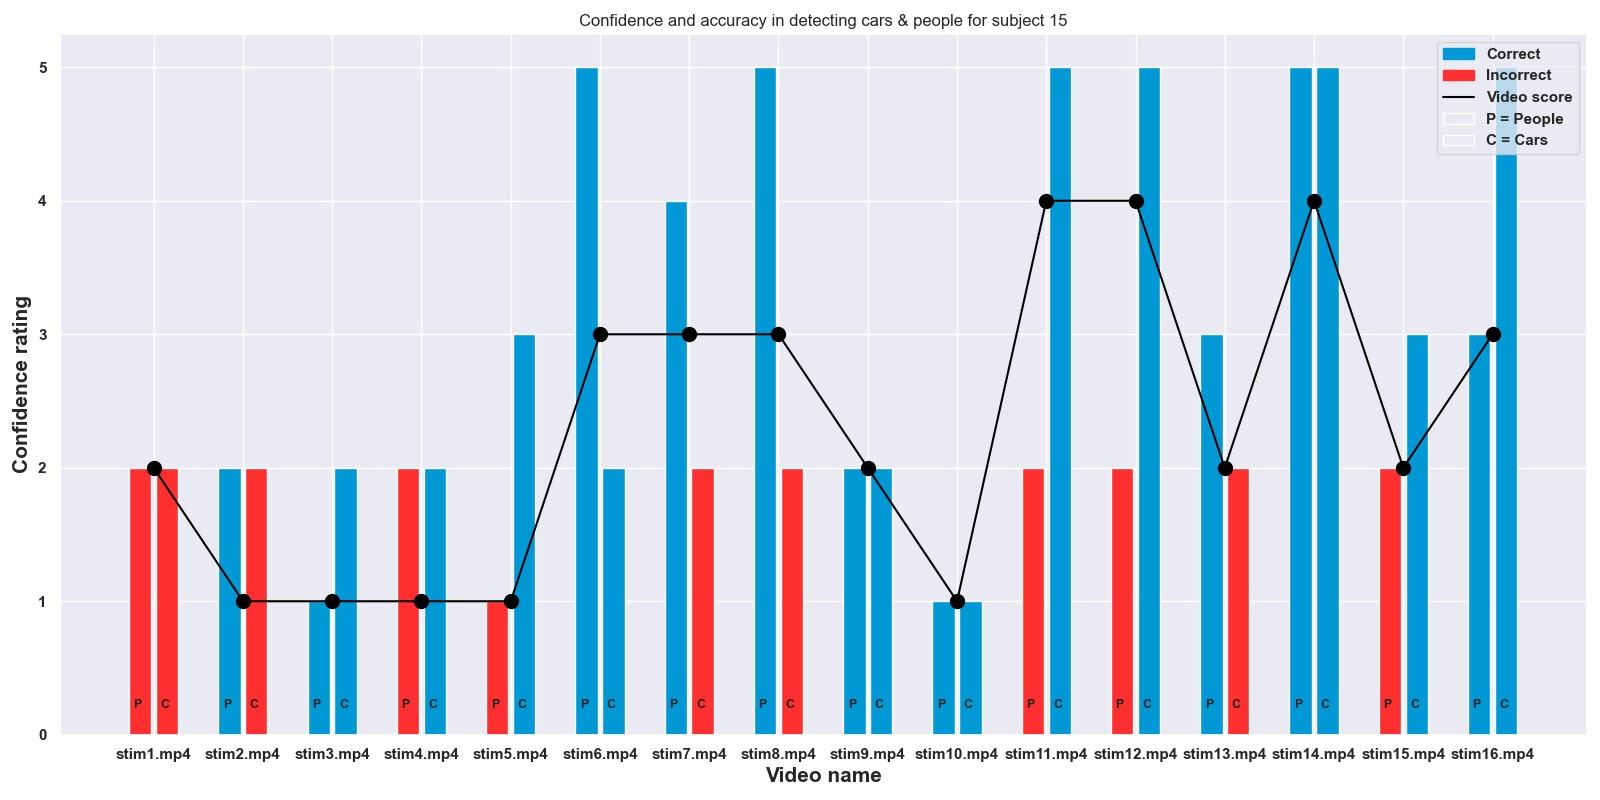 Confidence and accuracy in detecting cars & people for subject 15
Correct
Incorrect
Video score
P = People
C = Cars
Confidence rating
5
4
3
2
1
0
P C P C P C P C P C P C P C P C P C P C P C P C P C P C P C P C
stim1.mp4 stim2.mp4 stim3.mp4 stim4.mp4 stim5.mp4 stim6.mp4 stim7.mp4 stim8.mp4 stim9.mp4 stim10.mp4 stim11.mp4 stim12.mp4 stim13.mp4 stim14.mp4 stim15.mp4 stim16.mp4
Video name